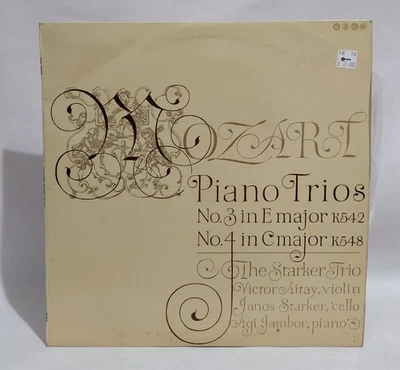 MOZART
Piano Trios
No.3 in E major K542
No.4 in C major K548
The Starker Trio
Victor Aitay, violin
Janos Starker, 'cello
Agi Jambor, piano